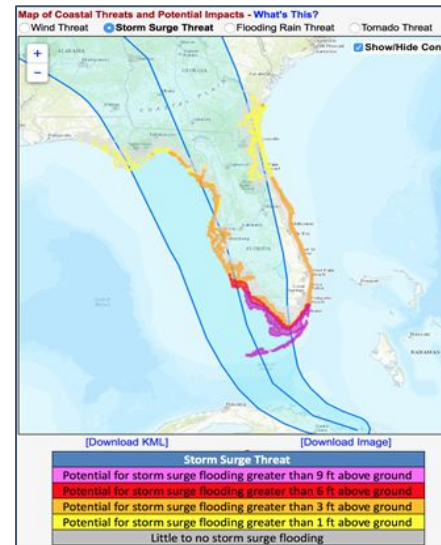 Map of Coastal Threats and Potential Impacts - What's This?
Wind Threat Storm Surge Threat Flooding Rain Threat Tornado Threat
Show/Hide Con
+
−
ALABAMA
GEORGIA
FLORIDA
BAHAMAS
[Download KML] [Download Image]
Storm Surge Threat
Potential for storm surge flooding greater than 9 ft above ground
Potential for storm surge flooding greater than 6 ft above ground
Potential for storm surge flooding greater than 3 ft above ground
Potential for storm surge flooding greater than 1 ft above ground
Little to no storm surge flooding